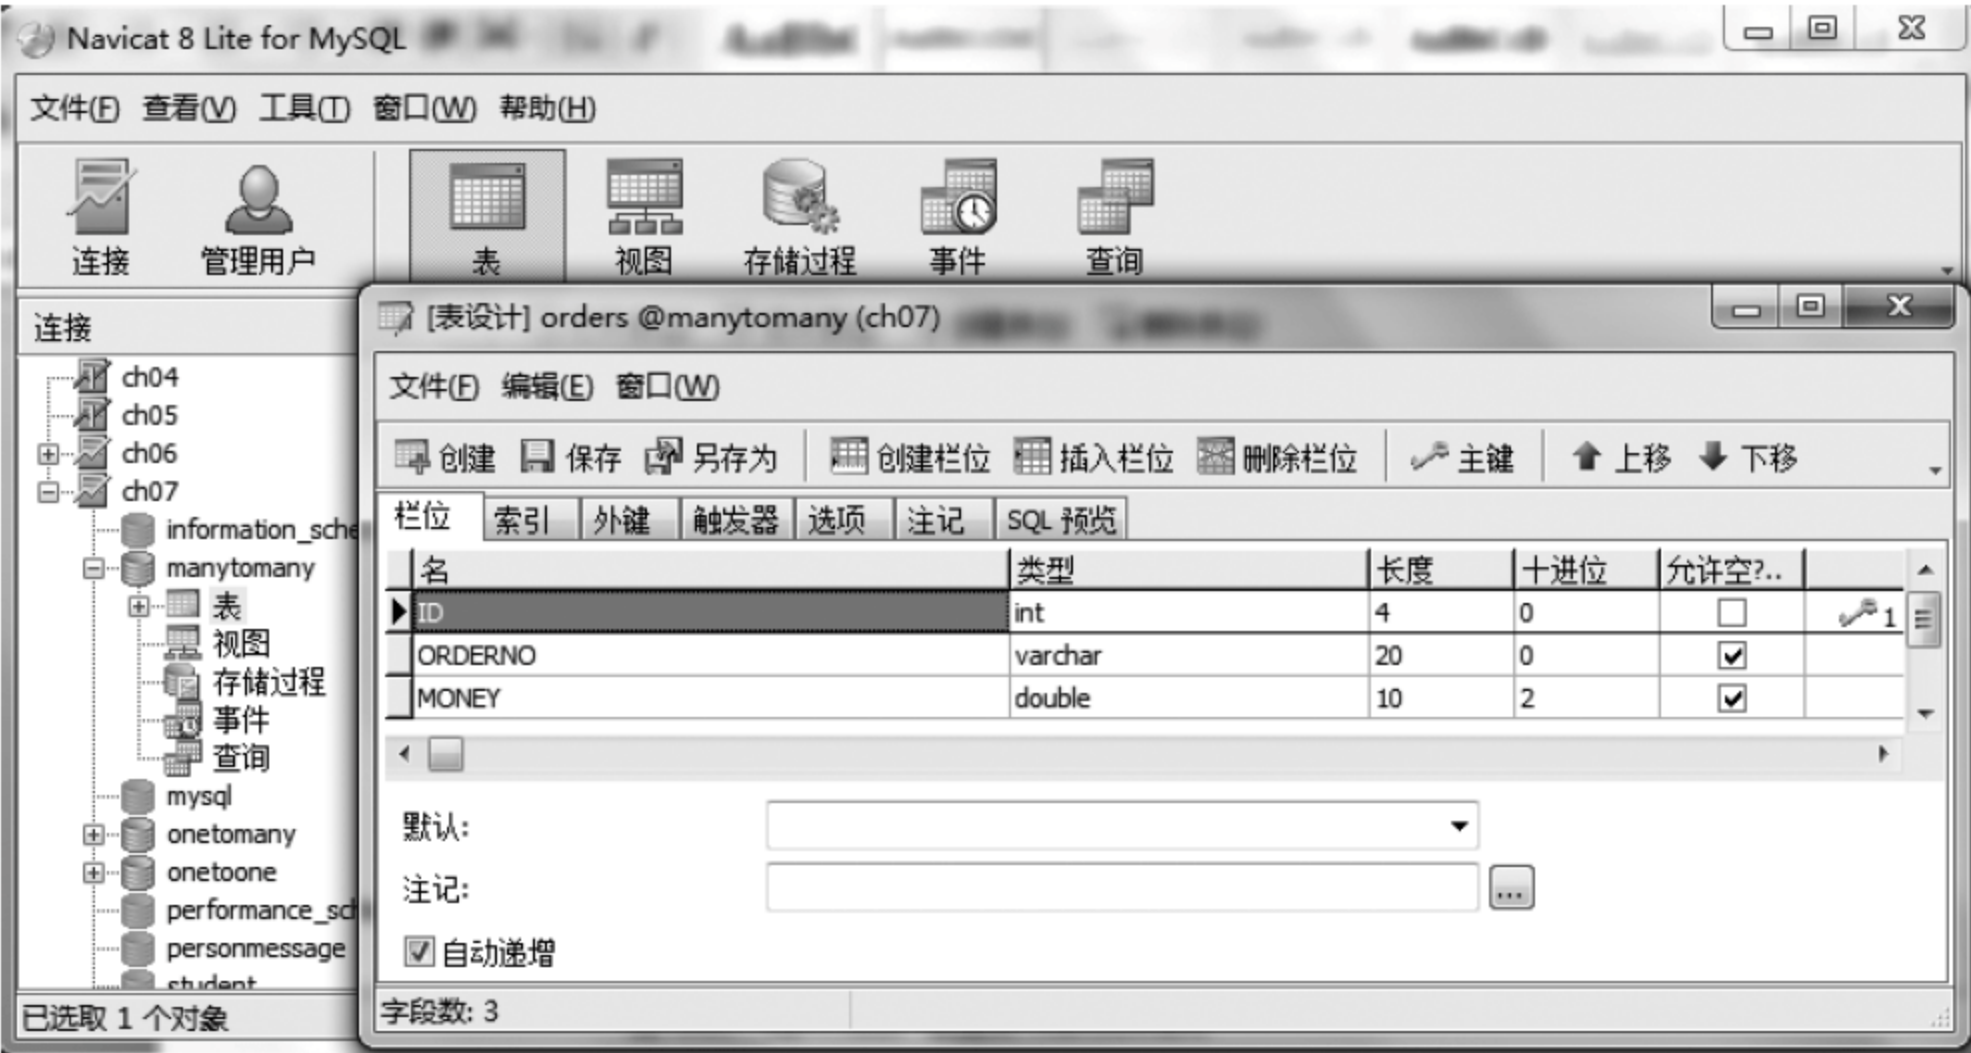 Navicat 8 Lite for MySQL
文件(F) 查看(V) 工具(T) 窗口(W) 帮助(H)
连接 管理用户 表 视图 存储过程 事件 查询
连接
ch04
ch05
ch06
ch07
information_sche
manytomany
表
视图
存储过程
事件
查询
mysql
onetomany
onetoone
performance_sch
personmessage
student
已选取 1 个对象
[表设计] orders @manytomany (ch07)
文件(F) 编辑(E) 窗口(W)
创建 保存 另存为 创建栏位 插入栏位 删除栏位 主键 上移 下移
栏位 索引 外键 触发器 选项 注记 SQL 预览
名 类型 长度 十进位 允许空?..
ID int 4 0 1
ORDERNO varchar 20 0
MONEY double 10 2
默认:
注记:
...
自动递增
字段数: 3